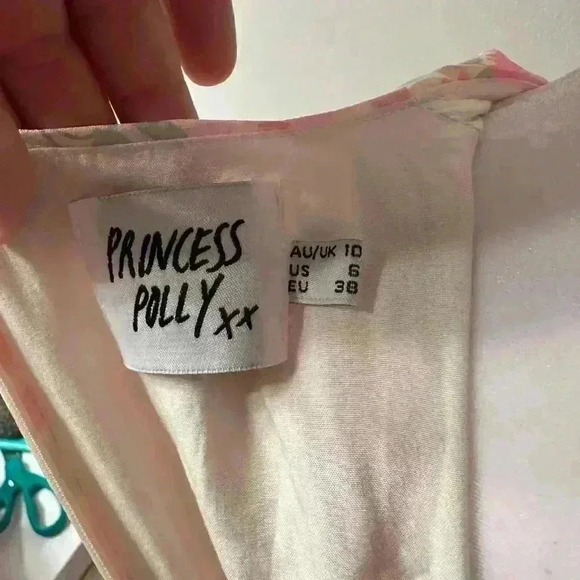 PRINCESS
POLLY xx
AU/UK 10
US 6
EU 38